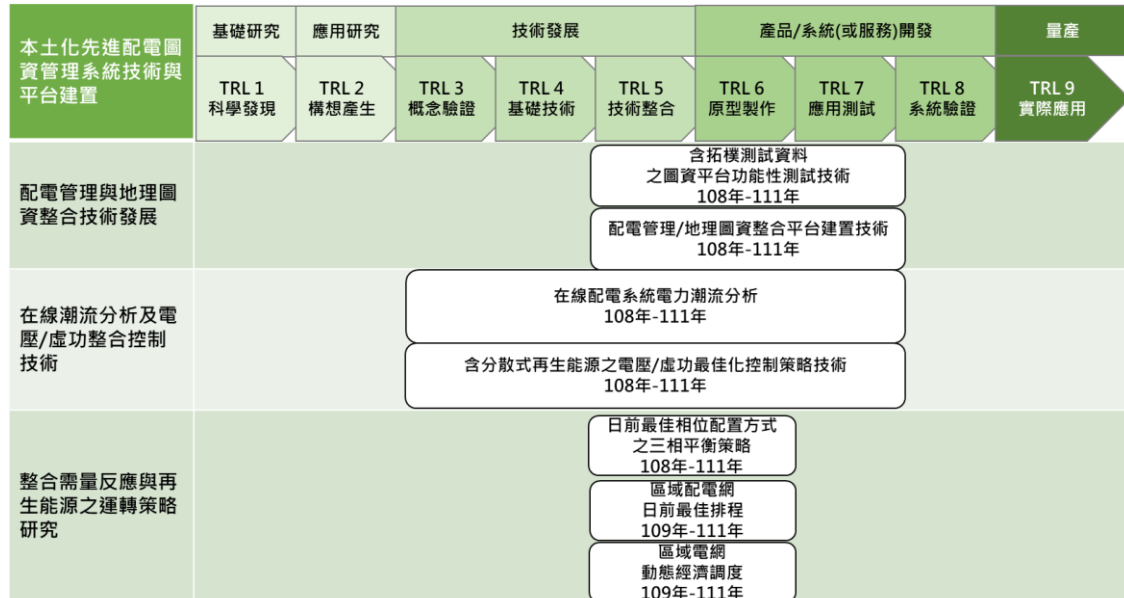 本土化先進配電圖
資管理系統技術與
平台建置
基礎研究
應用研究
技術發展
產品/系統(或服務)開發
量產
TRL 1
科學發現
TRL 2
構想產生
TRL 3
概念驗證
TRL 4
基礎技術
TRL 5
技術整合
TRL 6
原型製作
TRL 7
應用測試
TRL 8
系統驗證
TRL 9
實際應用
配電管理與地理圖
資整合技術發展
含拓樸測試資料
之圖資平台功能性測試技術
108年-111年
配電管理/地理圖資整合平台建置技術
108年-111年
在線潮流分析及電
壓/虛功整合控制
技術
在線配電系統電力潮流分析
108年-111年
含分散式再生能源之電壓/虛功最佳化控制策略技術
108年-111年
整合需量反應與再
生能源之運轉策略
研究
日前最佳相位配置方式
之三相平衡策略
108年-111年
區域配電網
日前最佳排程
109年-111年
區域電網
動態經濟調度
109年-111年